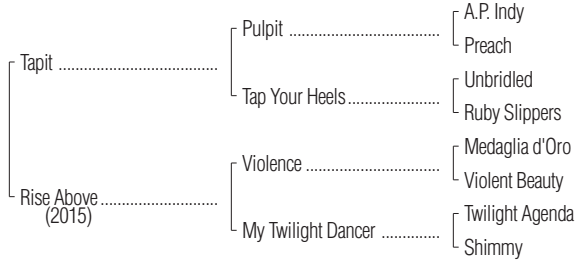 A.P. Indy
Pulpit
Preach
Tapit
Unbridled
Tap Your Heels
Ruby Slippers
Medaglia d'Oro
Violence
Violent Beauty
Rise Above
(2015)
Twilight Agenda
My Twilight Dancer
Shimmy